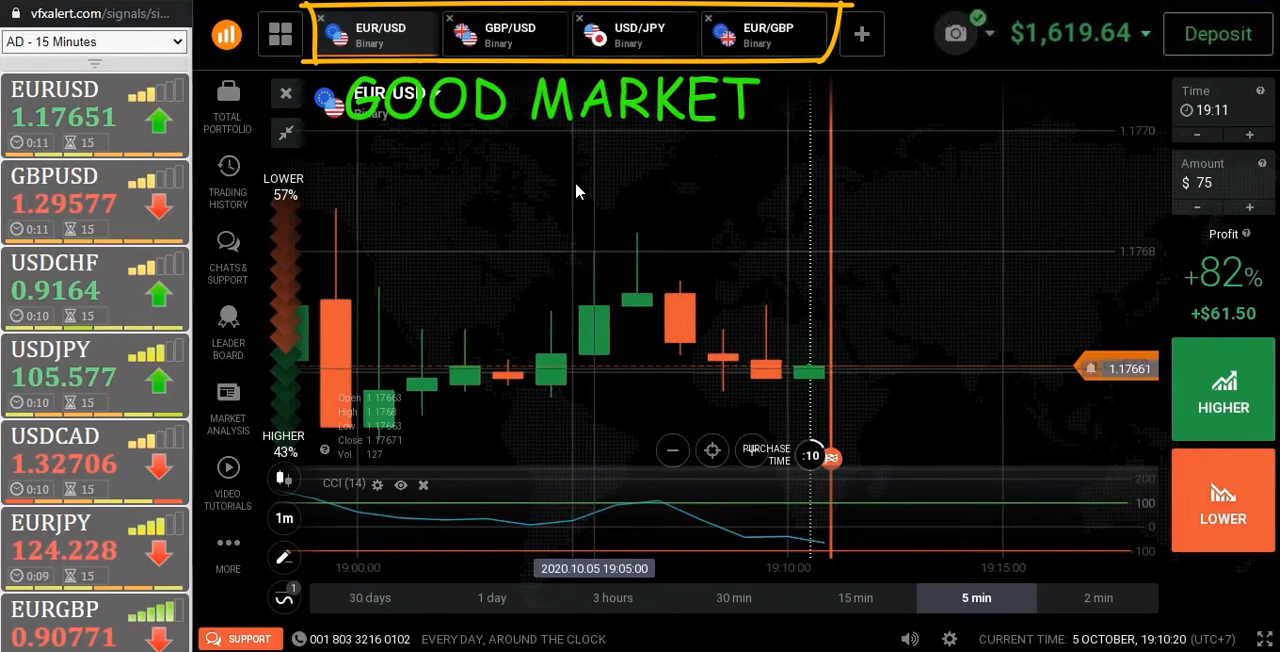 vfxalert.com/signals/si...
AD - 15 Minutes
EURUSD
1.17651
0:11 15
GBPUSD
1.29577
0:11 15
USDCHF
0.9164
0:10 15
USDJPY
105.577
0:10 15
USDCAD
1.32706
0:10 15
EURJPY
124.228
0:09 15
EURGBP
0.90771
EUR/USD
Binary
GBP/USD
Binary
USD/JPY
Binary
EUR/GBP
Binary
$1,619.64
Deposit
GOOD MARKET
EUR/USD
Binary
TOTAL
PORTFOLIO
TRADING
HISTORY
CHATS &
SUPPORT
LEADER
BOARD
MARKET
ANALYSIS
VIDEO
TUTORIALS
MORE
LOWER
57%
HIGHER
43%
1m
1
1.1770
1.1768
1.17661
Open 1.17663
High 1.1768
Low 1.17663
Close 1.17671
Vol. 127
PURCHASE
TIME
:10
CCI (14)
200
100
0
100
19:00:00
2020.10.05 19:05:00
19:10:00
19:15:00
30 days
1 day
3 hours
30 min
15 min
5 min
2 min
Time
19:11
- +
Amount
$ 75
- +
Profit
+82%
+$61.50
HIGHER
LOWER
SUPPORT
001 803 3216 0102
EVERY DAY, AROUND THE CLOCK
CURRENT TIME: 5 OCTOBER, 19:10:20 (UTC+7)